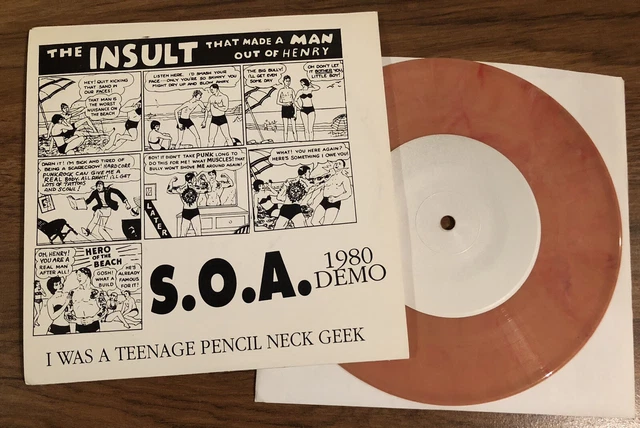 THE INSULT THAT MADE A MAN
OUT OF HENRY
HEY! QUIT KICKING
THAT SAND IN
OUR FACES!
THAT MAN IS
THE WORST
NUISANCE ON
THE BEACH
LISTEN HERE. I'D SMASH YOUR
FACE--ONLY YOU'RE SO SKINNY YOU
MIGHT DRY UP AND BLOW AWAY.
THE BIG BULLY!
I'LL GET EVEN
SOME DAY
OH DON'T LET
IT BOTHER YOU,
LITTLE BOY!
DARN IT! I'M SICK AND TIRED OF
BEING A SCARECROW! HARDCORE
PUNKROCK CAN GIVE ME A
REAL BODY. ALL RIGHT! I'LL GET
LOTS OF TATTOOS
AND SCOWL!
LATER
BOY! IT DIDN'T TAKE PUNK LONG TO
DO THIS FOR ME! WHAT MUSCLES! THAT
BULLY WON'T SHOVE ME AROUND AGAIN!
WHAT! YOU HERE AGAIN?
HERE'S SOMETHING I OWE YOU!
OH, HENRY!
YOU ARE A
REAL MAN
AFTER ALL!
HERO
OF THE
BEACH
GOSH!
WHAT A
BUILD
HE'S
ALREADY
FAMOUS
FOR IT!
S.O.A. 1980
DEMO
I WAS A TEENAGE PENCIL NECK GEEK